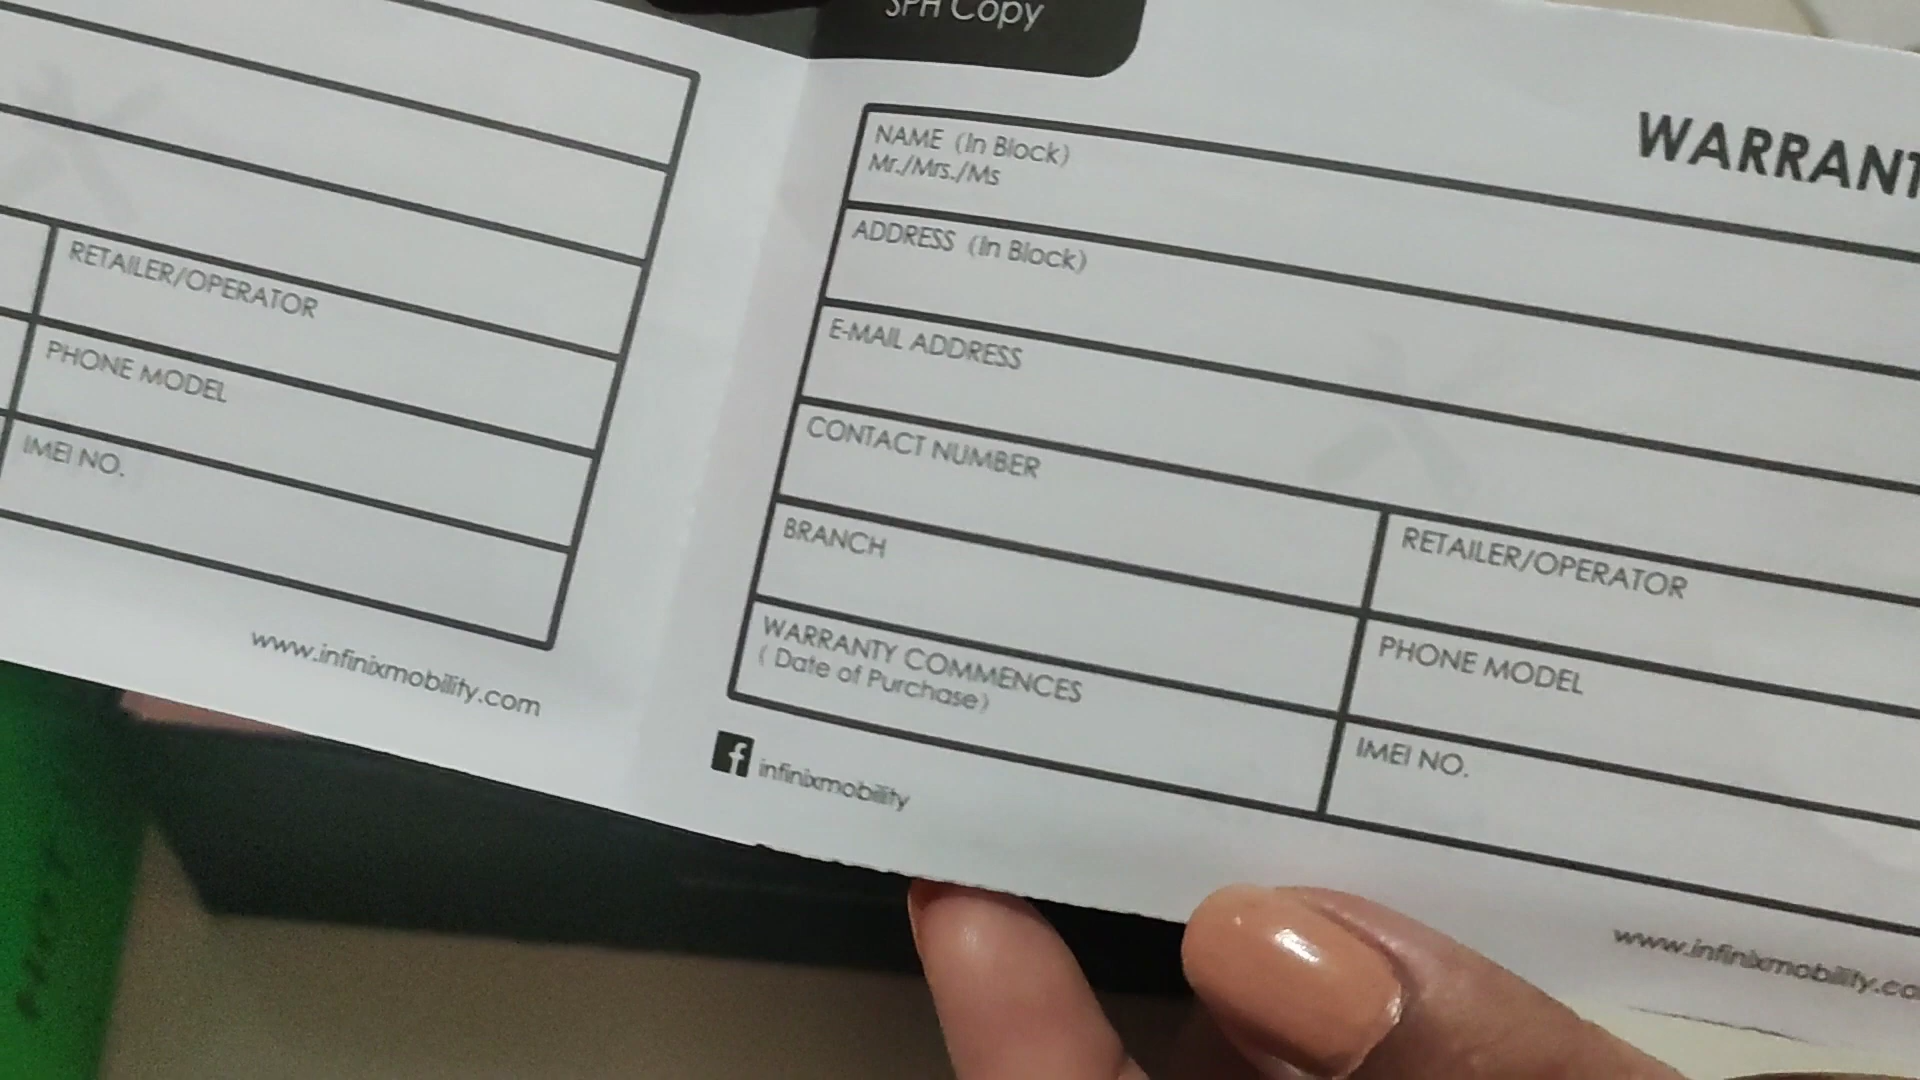 SPH Copy
RETAILER/OPERATOR
PHONE MODEL
IMEI NO.
www.infinixmobility.com
WARRANT
NAME (In Block)
Mr./Mrs./Ms
ADDRESS (In Block)
E-MAIL ADDRESS
CONTACT NUMBER
RETAILER/OPERATOR
BRANCH
PHONE MODEL
WARRANTY COMMENCES
( Date of Purchase)
IMEI NO.
f infinixmobility
www.infinixmobility.co